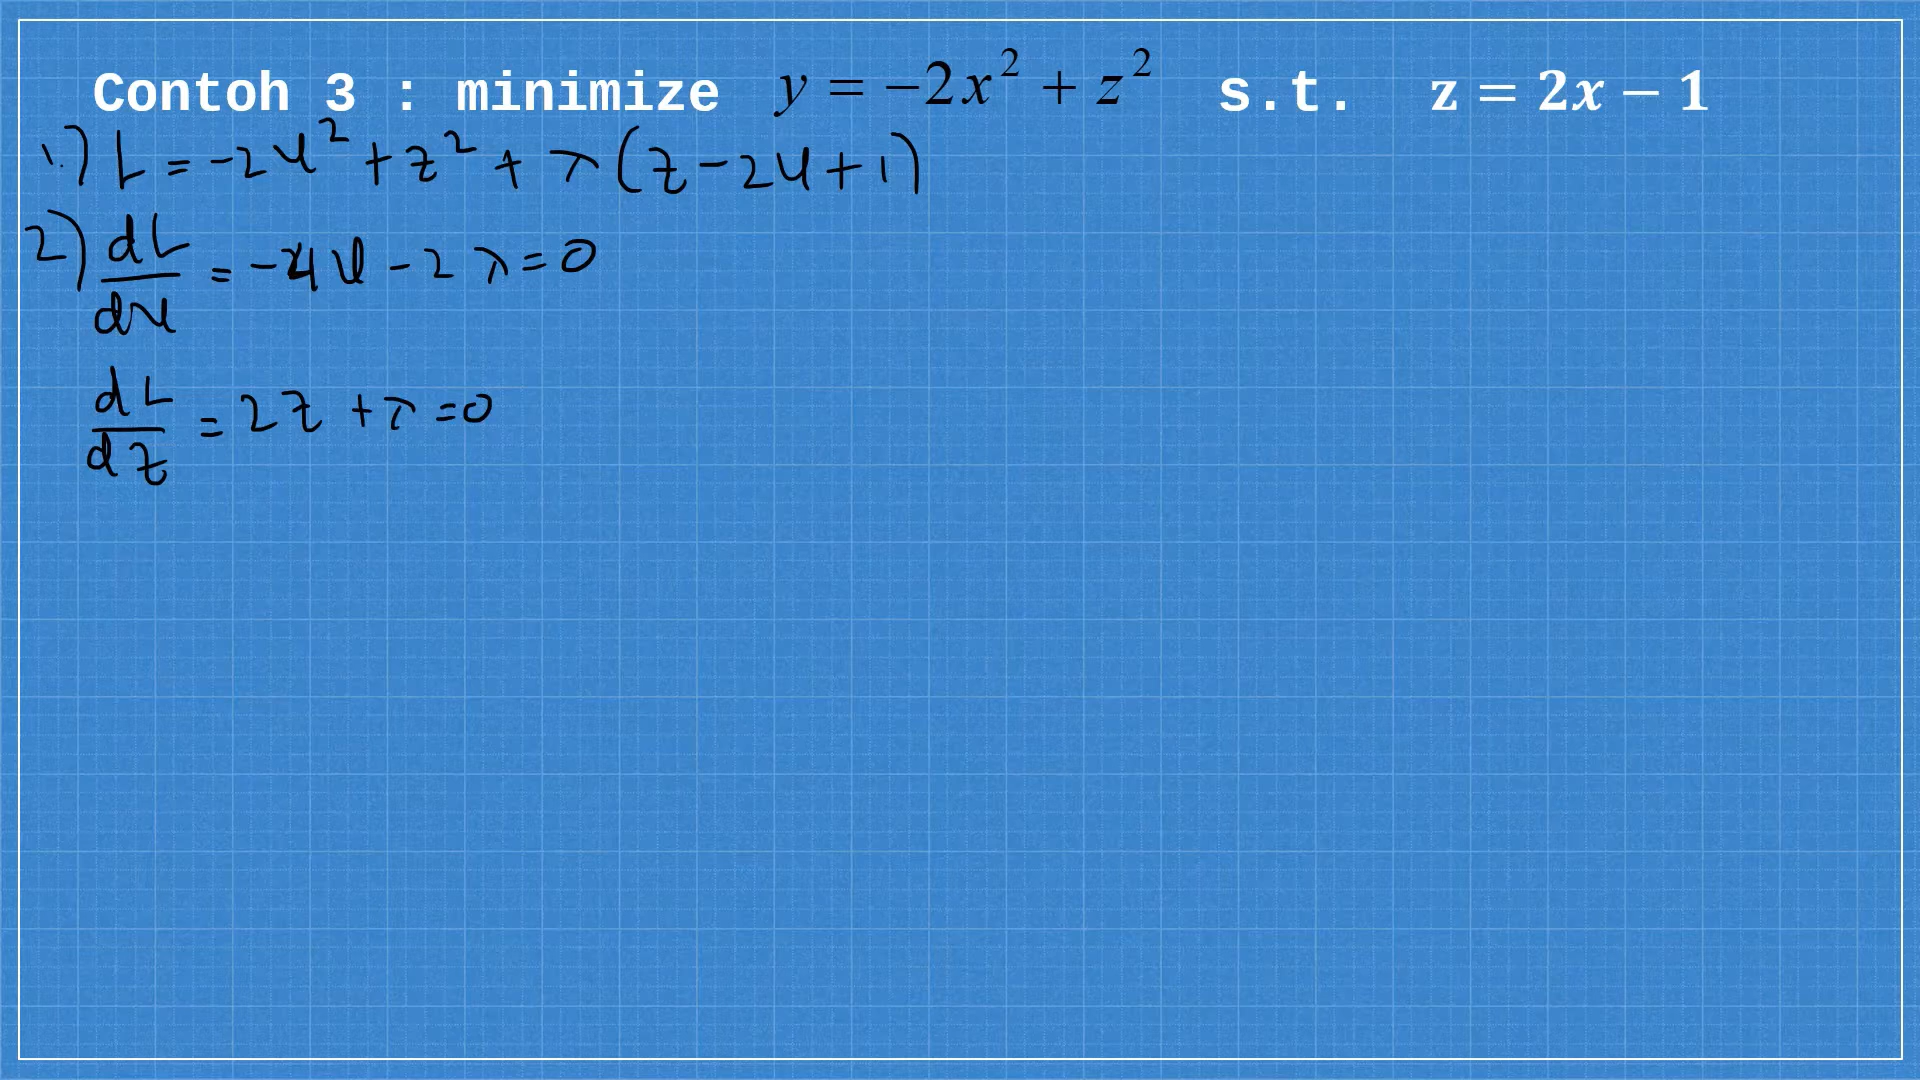 Contoh 3 : minimize y = −2x² + z² s.t. z = 2x − 1
1.) L = -2x² + z² + λ(z - 2x + 1)
2) dL/dx = -4x - 2λ = 0
dL/dz = 2z + λ = 0